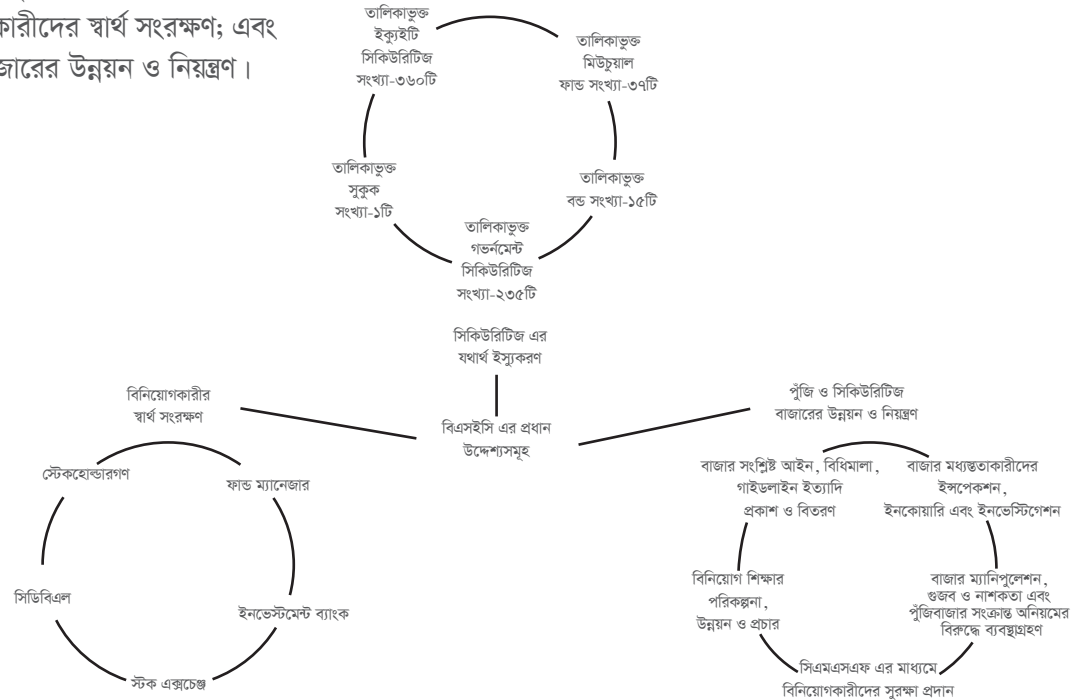 কারীদের স্বার্থ সংরক্ষণ; এবং
জারের উন্নয়ন ও নিয়ন্ত্রণ।
তালিকাভুক্ত
ইক্যুইটি
সিকিউরিটিজ
সংখ্যা-৩৬০টি
তালিকাভুক্ত
মিউচুয়াল
ফান্ড সংখ্যা-৩৭টি
তালিকাভুক্ত
সুকুক
সংখ্যা-১টি
তালিকাভুক্ত
বন্ড সংখ্যা-১৫টি
তালিকাভুক্ত
গভর্নমেন্ট
সিকিউরিটিজ
সংখ্যা-২৩৫টি
সিকিউরিটিজ এর
যথার্থ ইস্যুকরণ
বিএসইসি এর প্রধান
উদ্দেশ্যসমূহ
বিনিয়োগকারীর
স্বার্থ সংরক্ষণ
স্টেকহোল্ডারগণ
ফান্ড ম্যানেজার
সিডিবিএল
ইনভেস্টমেন্ট ব্যাংক
স্টক এক্সচেঞ্জ
পুঁজি ও সিকিউরিটিজ
বাজারের উন্নয়ন ও নিয়ন্ত্রণ
বাজার সংশ্লিষ্ট আইন, বিধিমালা,
গাইডলাইন ইত্যাদি
প্রকাশ ও বিতরণ
বাজার মধ্যস্থতাকারীদের
ইন্সপেকশন,
ইনকোয়ারি এবং ইনভেস্টিগেশন
বিনিয়োগ শিক্ষার
পরিকল্পনা,
উন্নয়ন ও প্রচার
বাজার ম্যানিপুলেশন,
গুজব ও নাশকতা এবং
পুঁজিবাজার সংক্রান্ত অনিয়মের
বিরুদ্ধে ব্যবস্থাগ্রহণ
সিএমএসএফ এর মাধ্যমে
বিনিয়োগকারীদের সুরক্ষা প্রদান